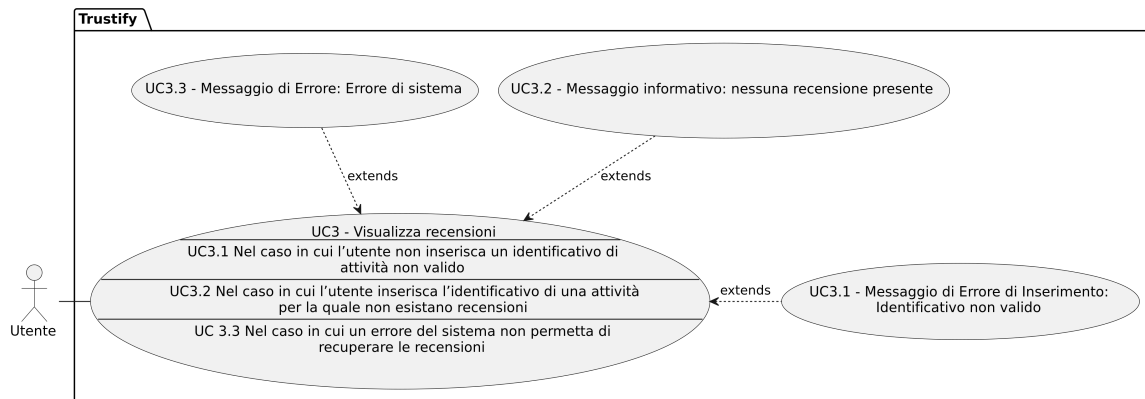 Trustify
UC3.3 - Messaggio di Errore: Errore di sistema
UC3.2 - Messaggio informativo: nessuna recensione presente
extends
extends
UC3 - Visualizza recensioni
UC3.1 Nel caso in cui l’utente non inserisca un identificativo di
attività non valido
UC3.2 Nel caso in cui l’utente inserisca l’identificativo di una attività
per la quale non esistano recensioni
UC 3.3 Nel caso in cui un errore del sistema non permetta di
recuperare le recensioni
Utente
extends
UC3.1 - Messaggio di Errore di Inserimento:
Identificativo non valido